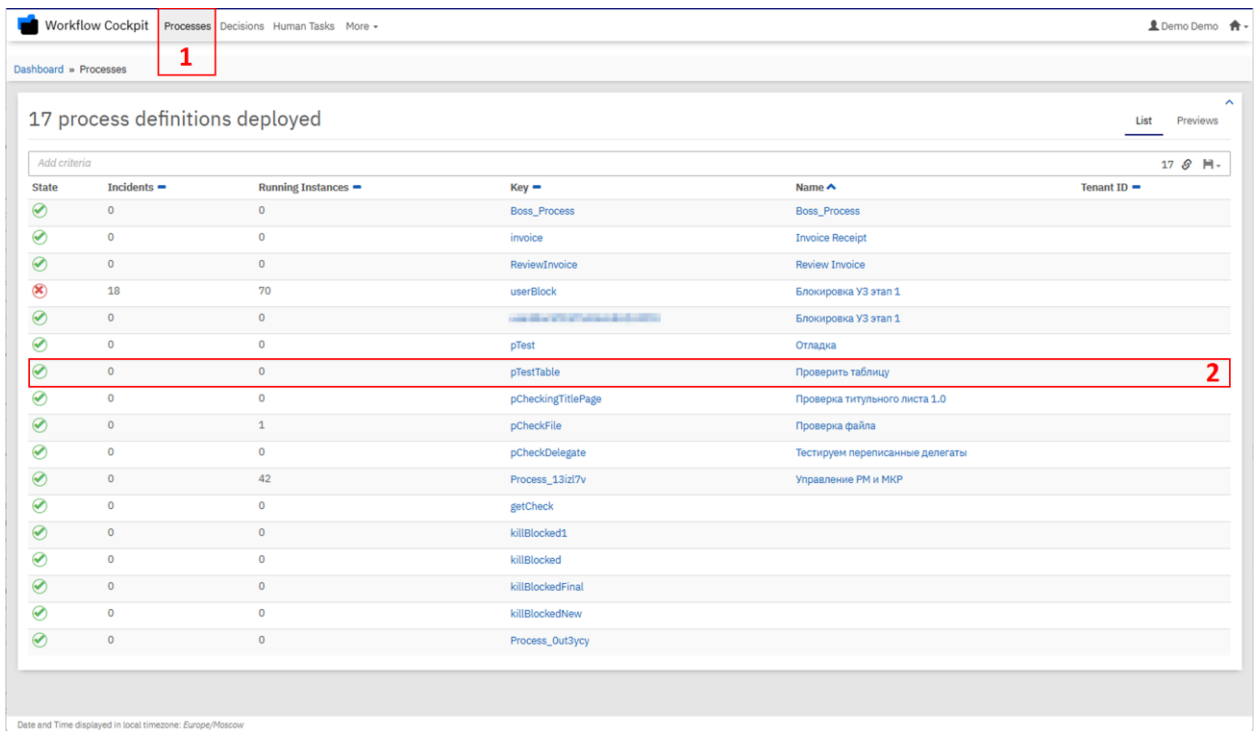 Workflow Cockpit Processes Decisions Human Tasks More Demo Demo
1
Dashboard » Processes
17 process definitions deployed
List Previews
Add criteria 17
State Incidents Running Instances Key Name Tenant ID
0 0 Boss_Process Boss_Process
0 0 invoice Invoice Receipt
0 0 ReviewInvoice Review Invoice
18 70 userBlock Блокировка УЗ этап 1
0 0 Блокировка УЗ этап 1
0 0 pTest Отладка
0 0 pTestTable Проверить таблицу 2
0 0 pCheckingTitlePage Проверка титульного листа 1.0
0 1 pCheckFile Проверка файла
0 0 pCheckDelegate Тестируем переписанные делегаты
0 42 Process_13izl7v Управление РМ и МКР
0 0 getCheck
0 0 killBlocked1
0 0 killBlocked
0 0 killBlockedFinal
0 0 killBlockedNew
0 0 Process_0ut3ycy
Date and Time displayed in local timezone: Europe/Moscow